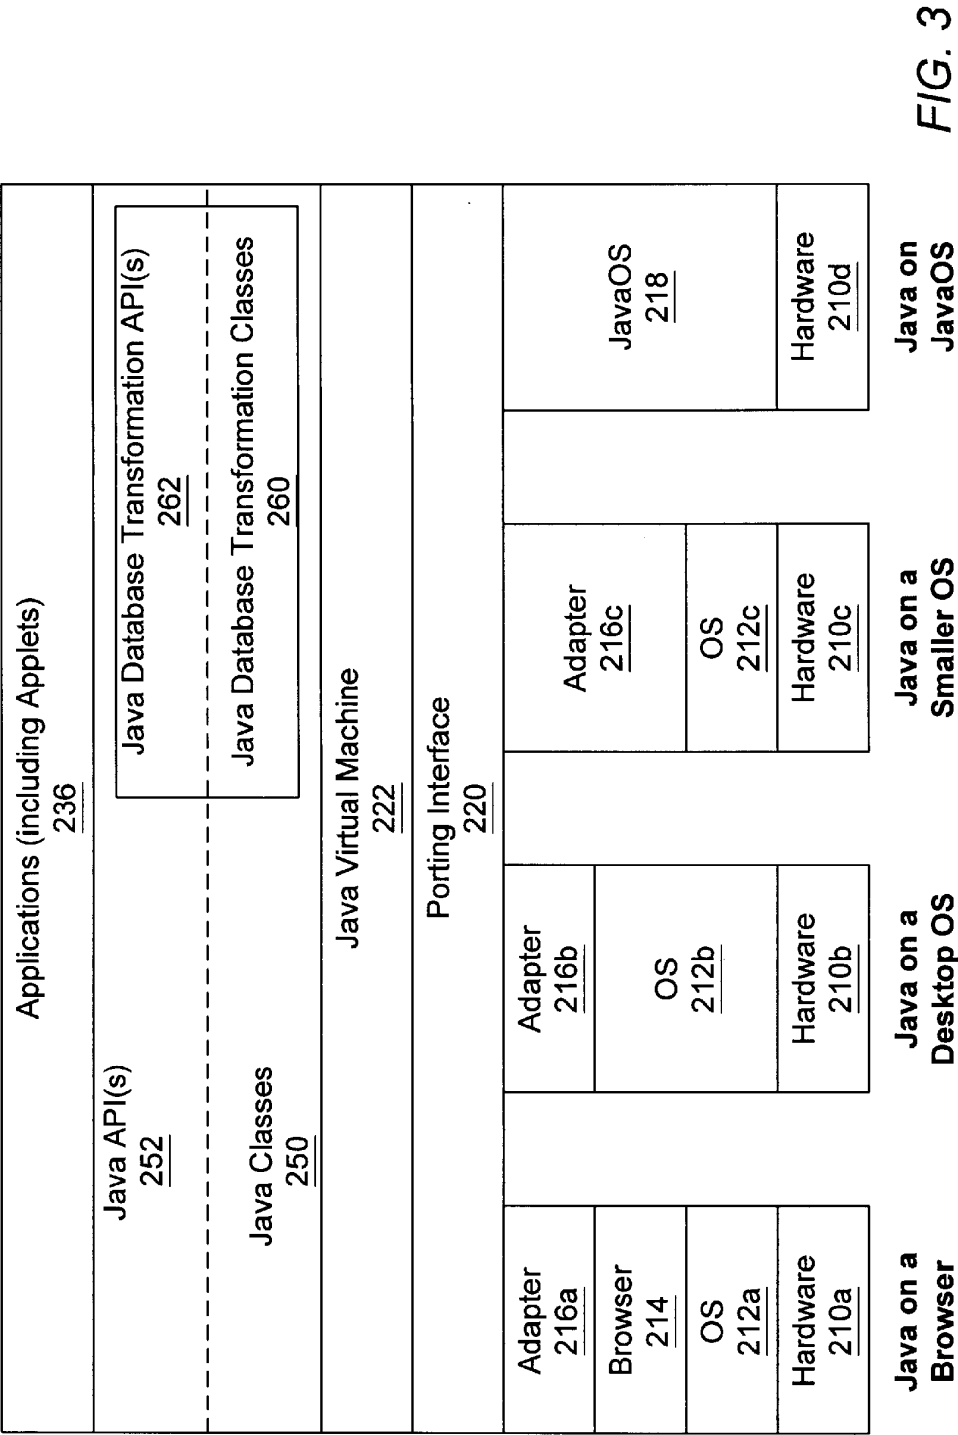 Applications (including Applets)
236
Java API(s)
252
Java Database Transformation API(s)
262
Java Classes
250
Java Database Transformation Classes
260
Java Virtual Machine
222
Porting Interface
220
Adapter
216a
Browser
214
OS
212a
Hardware
210a
Java on a
Browser
Adapter
216b
OS
212b
Hardware
210b
Java on a
Desktop OS
Adapter
216c
OS
212c
Hardware
210c
Java on a
Smaller OS
JavaOS
218
Hardware
210d
Java on
JavaOS
FIG. 3